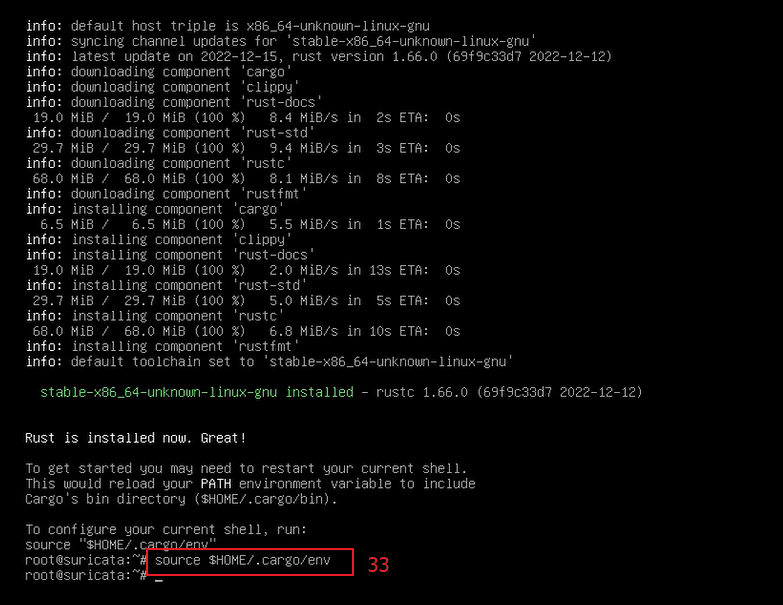 info: default host triple is x86_64-unknown-linux-gnu
info: syncing channel updates for 'stable-x86_64-unknown-linux-gnu'
info: latest update on 2022-12-15, rust version 1.66.0 (69f9c33d7 2022-12-12)
info: downloading component 'cargo'
info: downloading component 'clippy'
info: downloading component 'rust-docs'
19.0 MiB /  19.0 MiB (100 %)   8.4 MiB/s in  2s ETA:  0s
info: downloading component 'rust-std'
29.7 MiB /  29.7 MiB (100 %)   9.4 MiB/s in  3s ETA:  0s
info: downloading component 'rustc'
68.0 MiB /  68.0 MiB (100 %)   8.1 MiB/s in  8s ETA:  0s
info: downloading component 'rustfmt'
info: installing component 'cargo'
6.5 MiB /   6.5 MiB (100 %)   5.5 MiB/s in  1s ETA:  0s
info: installing component 'clippy'
info: installing component 'rust-docs'
19.0 MiB /  19.0 MiB (100 %)   2.0 MiB/s in 13s ETA:  0s
info: installing component 'rust-std'
29.7 MiB /  29.7 MiB (100 %)   5.0 MiB/s in  5s ETA:  0s
info: installing component 'rustc'
68.0 MiB /  68.0 MiB (100 %)   6.8 MiB/s in 10s ETA:  0s
info: installing component 'rustfmt'
info: default toolchain set to 'stable-x86_64-unknown-linux-gnu'
stable-x86_64-unknown-linux-gnu installed - rustc 1.66.0 (69f9c33d7 2022-12-12)
Rust is installed now. Great!
To get started you may need to restart your current shell.
This would reload your PATH environment variable to include
Cargo's bin directory ($HOME/.cargo/bin).
To configure your current shell, run:
source "$HOME/.cargo/env"
root@suricata:~# source $HOME/.cargo/env
33
root@suricata:~# _